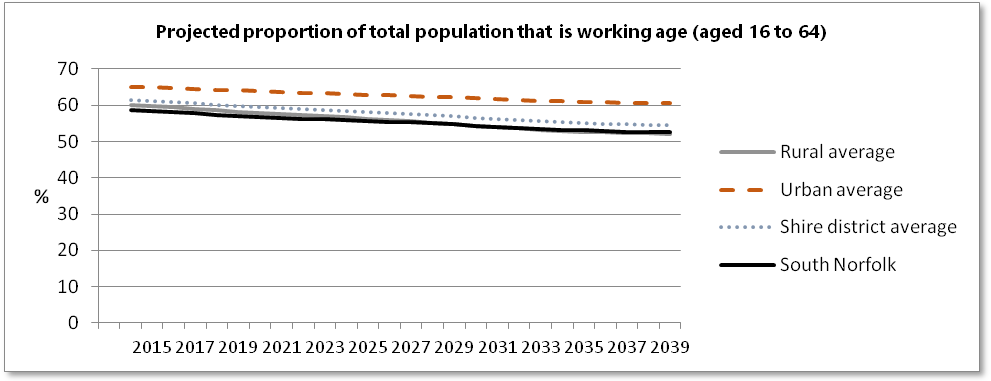 Projected proportion of total population that is working age (aged 16 to 64)
70
60
50
40
%
30
20
10
0
2015 2017 2019 2021 2023 2025 2027 2029 2031 2033 2035 2037 2039
Rural average
Urban average
Shire district average
South Norfolk